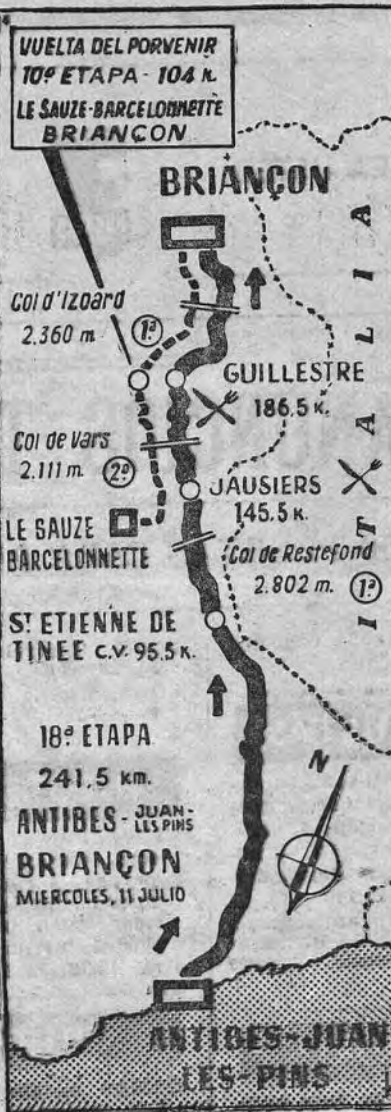 VUELTA DEL PORVENIR
10ª ETAPA - 104 K.
LE SAUZE-BARCELONNETTE
BRIANÇON
BRIANÇON
Col d'Izoard
2.360 m.
1ª
GUILLESTRE
186.5 K.
Col de Vars
2.111 m.
2ª
JAUSIERS
145.5 K.
LE SAUZE
BARCELONNETTE
Col de Restefond
2.802 m.
1ª
ITALIA
ST ETIENNE DE
TINEE C.V. 95.5 K.
18ª ETAPA
241,5 km.
ANTIBES - JUAN-
LES PINS
BRIANÇON
MIERCOLES, 11 JULIO
N
ANTIBES-JUAN
LES-PINS